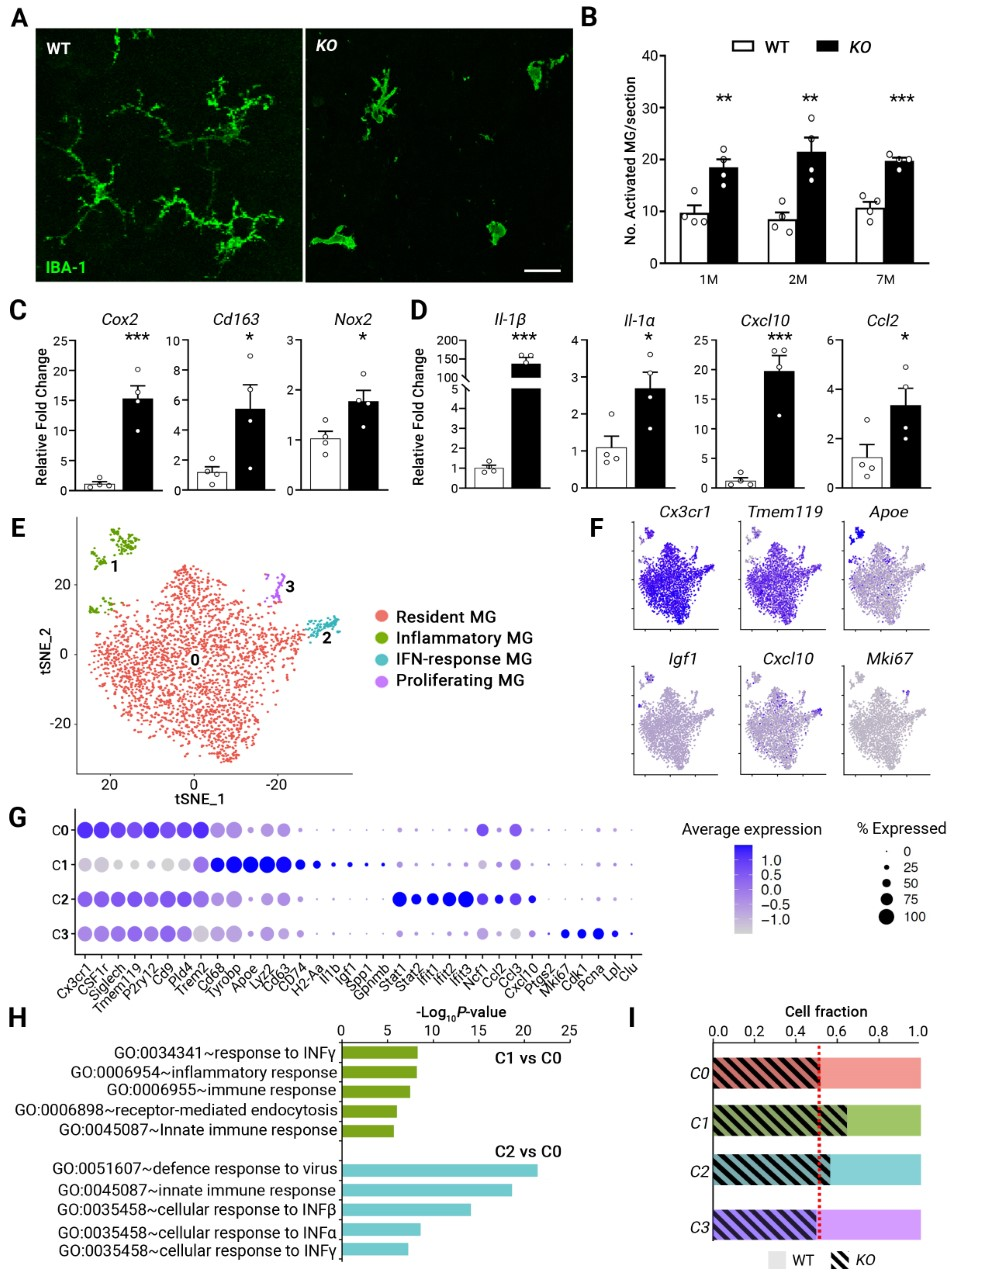 A
WT
KO
IBA-1
B
WT
KO
No. Activated MG/section
40
30
20
10
0
**
**
***
1M
2M
7M
C
Relative Fold Change
Cox2
***
25
20
15
10
5
0
Cd163
*
10
8
6
4
2
0
Nox2
*
3
2
1
0
D
Relative Fold Change
Il-1β
***
200
150
100
5
4
3
2
1
0
Il-1α
*
4
3
2
1
0
Cxcl10
***
25
20
15
10
5
0
Ccl2
*
6
4
2
0
E
tSNE_2
20
0
-20
1
3
2
0
20
0
-20
tSNE_1
Resident MG
Inflammatory MG
IFN-response MG
Proliferating MG
F
Cx3cr1
Tmem119
Apoe
Igf1
Cxcl10
Mki67
G
C0
C1
C2
C3
Cx3cr1
CSF1r
Siglech
Tmem119
P2ry12
Cd9
Pld4
Trem2
Cd68
Tyrobp
Apoe
Lyz2
Cd63
CD74
H2-Aa
Il1b
Igf1
Spp1
Gpnmb
Stat1
Stat2
Ifit1
Ifit2
Ifit3
Ncf1
Ccl2
Ccl3
Cxcl10
Ptgs2
Mki67
Cdk1
Pcna
Lpl
Clu
Average expression
1.0
0.5
0.0
−0.5
−1.0
% Expressed
0
25
50
75
100
H
-Log10P-value
0 5 10 15 20 25
C1 vs C0
GO:0034341~response to INFγ
GO:0006954~inflammatory response
GO:0006955~immune response
GO:0006898~receptor-mediated endocytosis
GO:0045087~Innate immune response
C2 vs C0
GO:0051607~defence response to virus
GO:0045087~innate immune response
GO:0035458~cellular response to INFβ
GO:0035458~cellular response to INFα
GO:0035458~cellular response to INFγ
I
Cell fraction
0.0 0.2 0.4 0.6 0.8 1.0
C0
C1
C2
C3
WT
KO